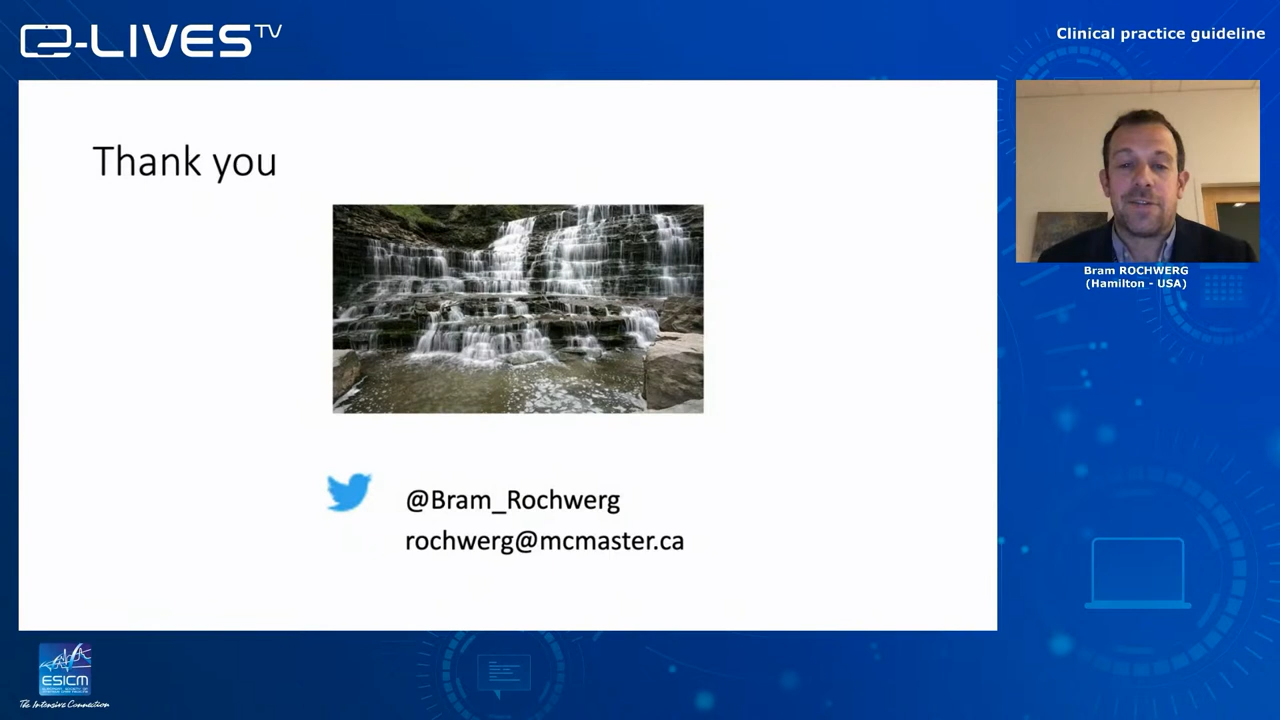 e-LIVES TV
Clinical practice guideline
Thank you
@Bram_Rochwerg
rochwerg@mcmaster.ca
Bram ROCHWERG
(Hamilton - USA)
ESICM
The Intensive Connection